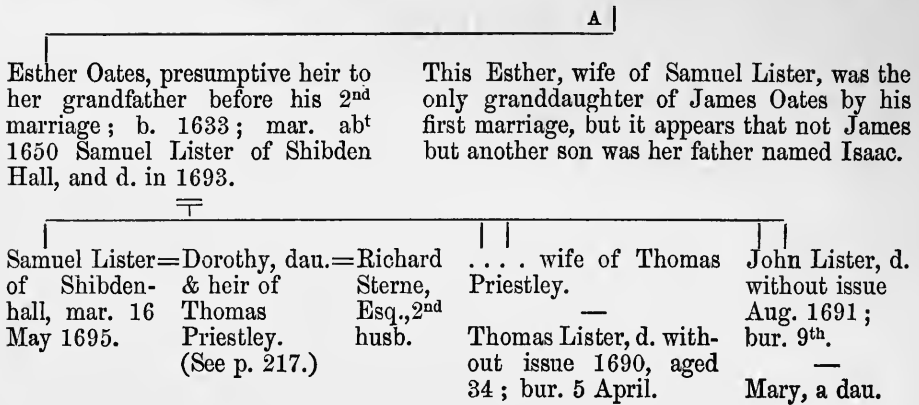 A
Esther Oates, presumptive heir to
her grandfather before his 2nd
marriage; b. 1633; mar. abt
1650 Samuel Lister of Shibden
Hall, and d. in 1693.
This Esther, wife of Samuel Lister, was the
only granddaughter of James Oates by his
first marriage, but it appears that not James
but another son was her father named Isaac.
Samuel Lister=
of Shibden-
hall, mar. 16
May 1695.
Dorothy, dau.=
& heir of
Thomas
Priestley.
(See p. 217.)
Richard
Sterne,
Esq., 2nd
husb.
. . . . wife of Thomas
Priestley.
—
Thomas Lister, d. with-
out issue 1690, aged
34; bur. 5 April.
John Lister, d.
without issue
Aug. 1691;
bur. 9th.
—
Mary, a dau.